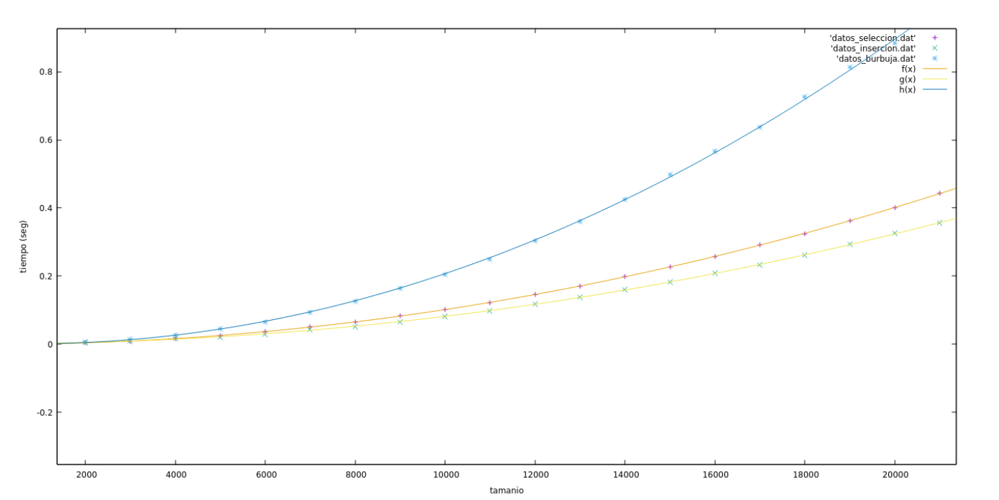 'datos_seleccion.dat'
'datos_insercion.dat'
'datos_burbuja.dat'
f(x)
g(x)
h(x)
0.8
0.6
0.4
0.2
0
-0.2
tiempo (seg)
2000 4000 6000 8000 10000 12000 14000 16000 18000 20000
tamanio